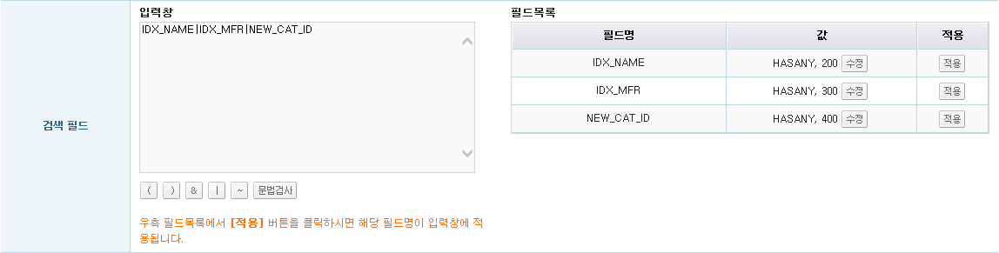 검색 필드
입력창
IDX_NAME|IDX_MFR|NEW_CAT_ID
( ) & | ~ 문법검사
우측 필드목록에서 [적용] 버튼을 클릭하시면 해당 필드명이 입력창에 적
용됩니다.
필드목록
필드명 값 적용
IDX_NAME HASANY, 200 수정 적용
IDX_MFR HASANY, 300 수정 적용
NEW_CAT_ID HASANY, 400 수정 적용